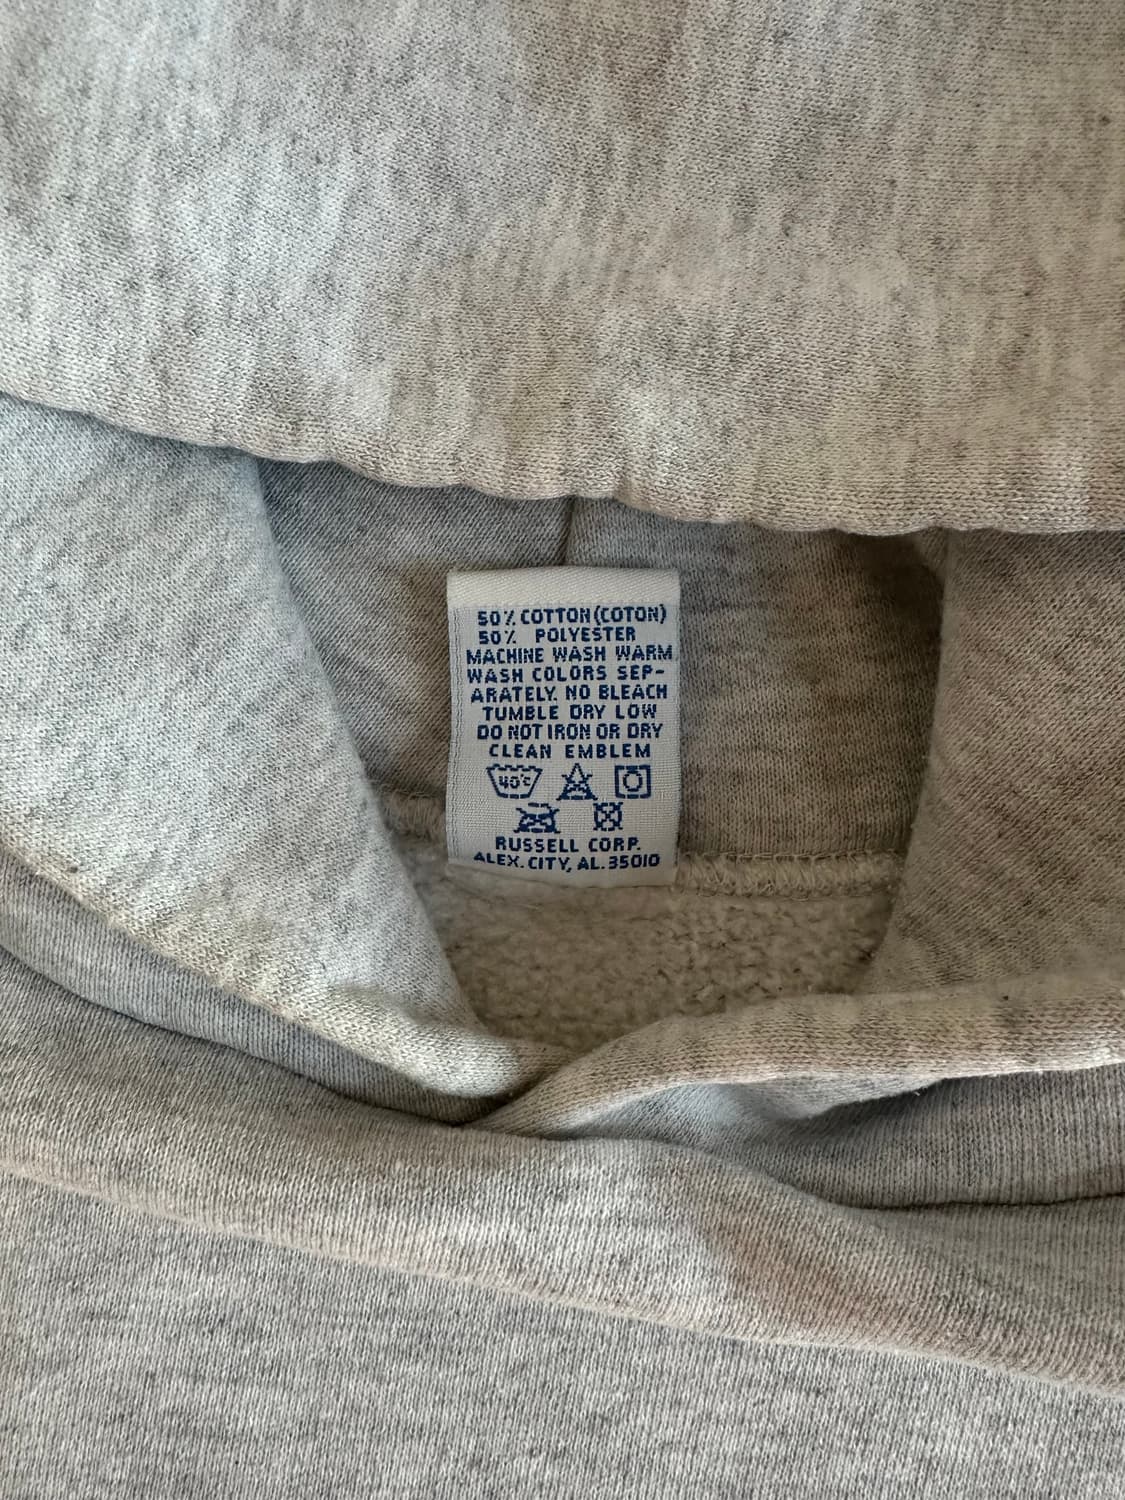 50% COTTON (COTON)
50% POLYESTER
MACHINE WASH WARM
WASH COLORS SEP-
ARATELY. NO BLEACH
TUMBLE DRY LOW
DO NOT IRON OR DRY
CLEAN EMBLEM
40°C
RUSSELL CORP.
ALEX. CITY, AL. 35010